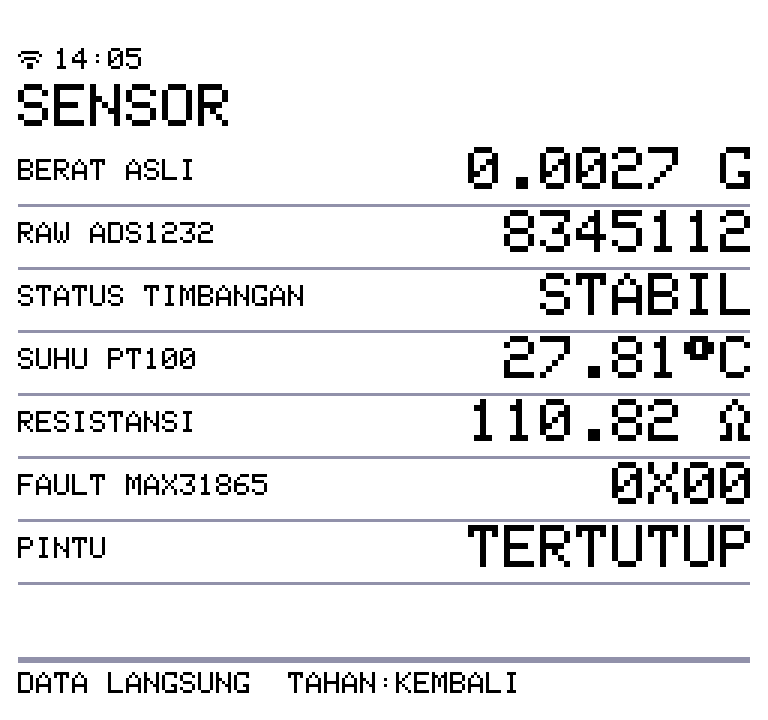 14:05
SENSOR
BERAT ASLI 0.0027 G
RAW ADS1232 8345112
STATUS TIMBANGAN STABIL
SUHU PT100 27.81°C
RESISTANSI 110.82 Ω
FAULT MAX31865 0X00
PINTU TERTUTUP
DATA LANGSUNG TAHAN:KEMBALI